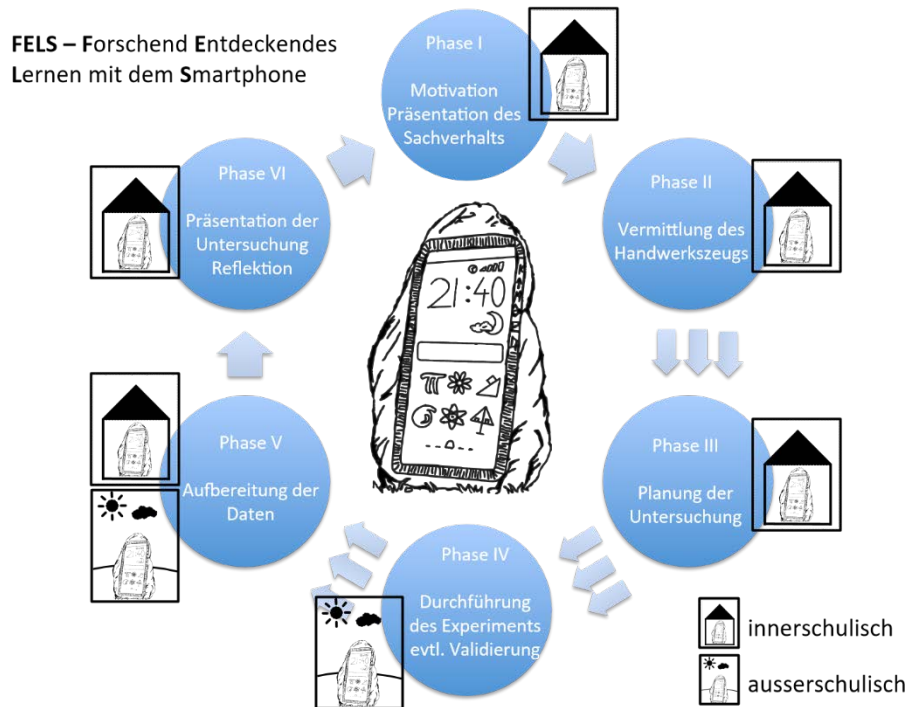 FELS – Forschend Entdeckendes
Lernen mit dem Smartphone
Phase I
Motivation
Präsentation des
Sachverhalts
Phase II
Vermittlung des
Handwerkszeugs
Phase III
Planung der
Untersuchung
Phase IV
Durchführung
des Experiments
evtl. Validierung
Phase V
Aufbereitung der
Daten
Phase VI
Präsentation der
Untersuchung
Reflektion
21:40
π
innerschulisch
ausserschulisch